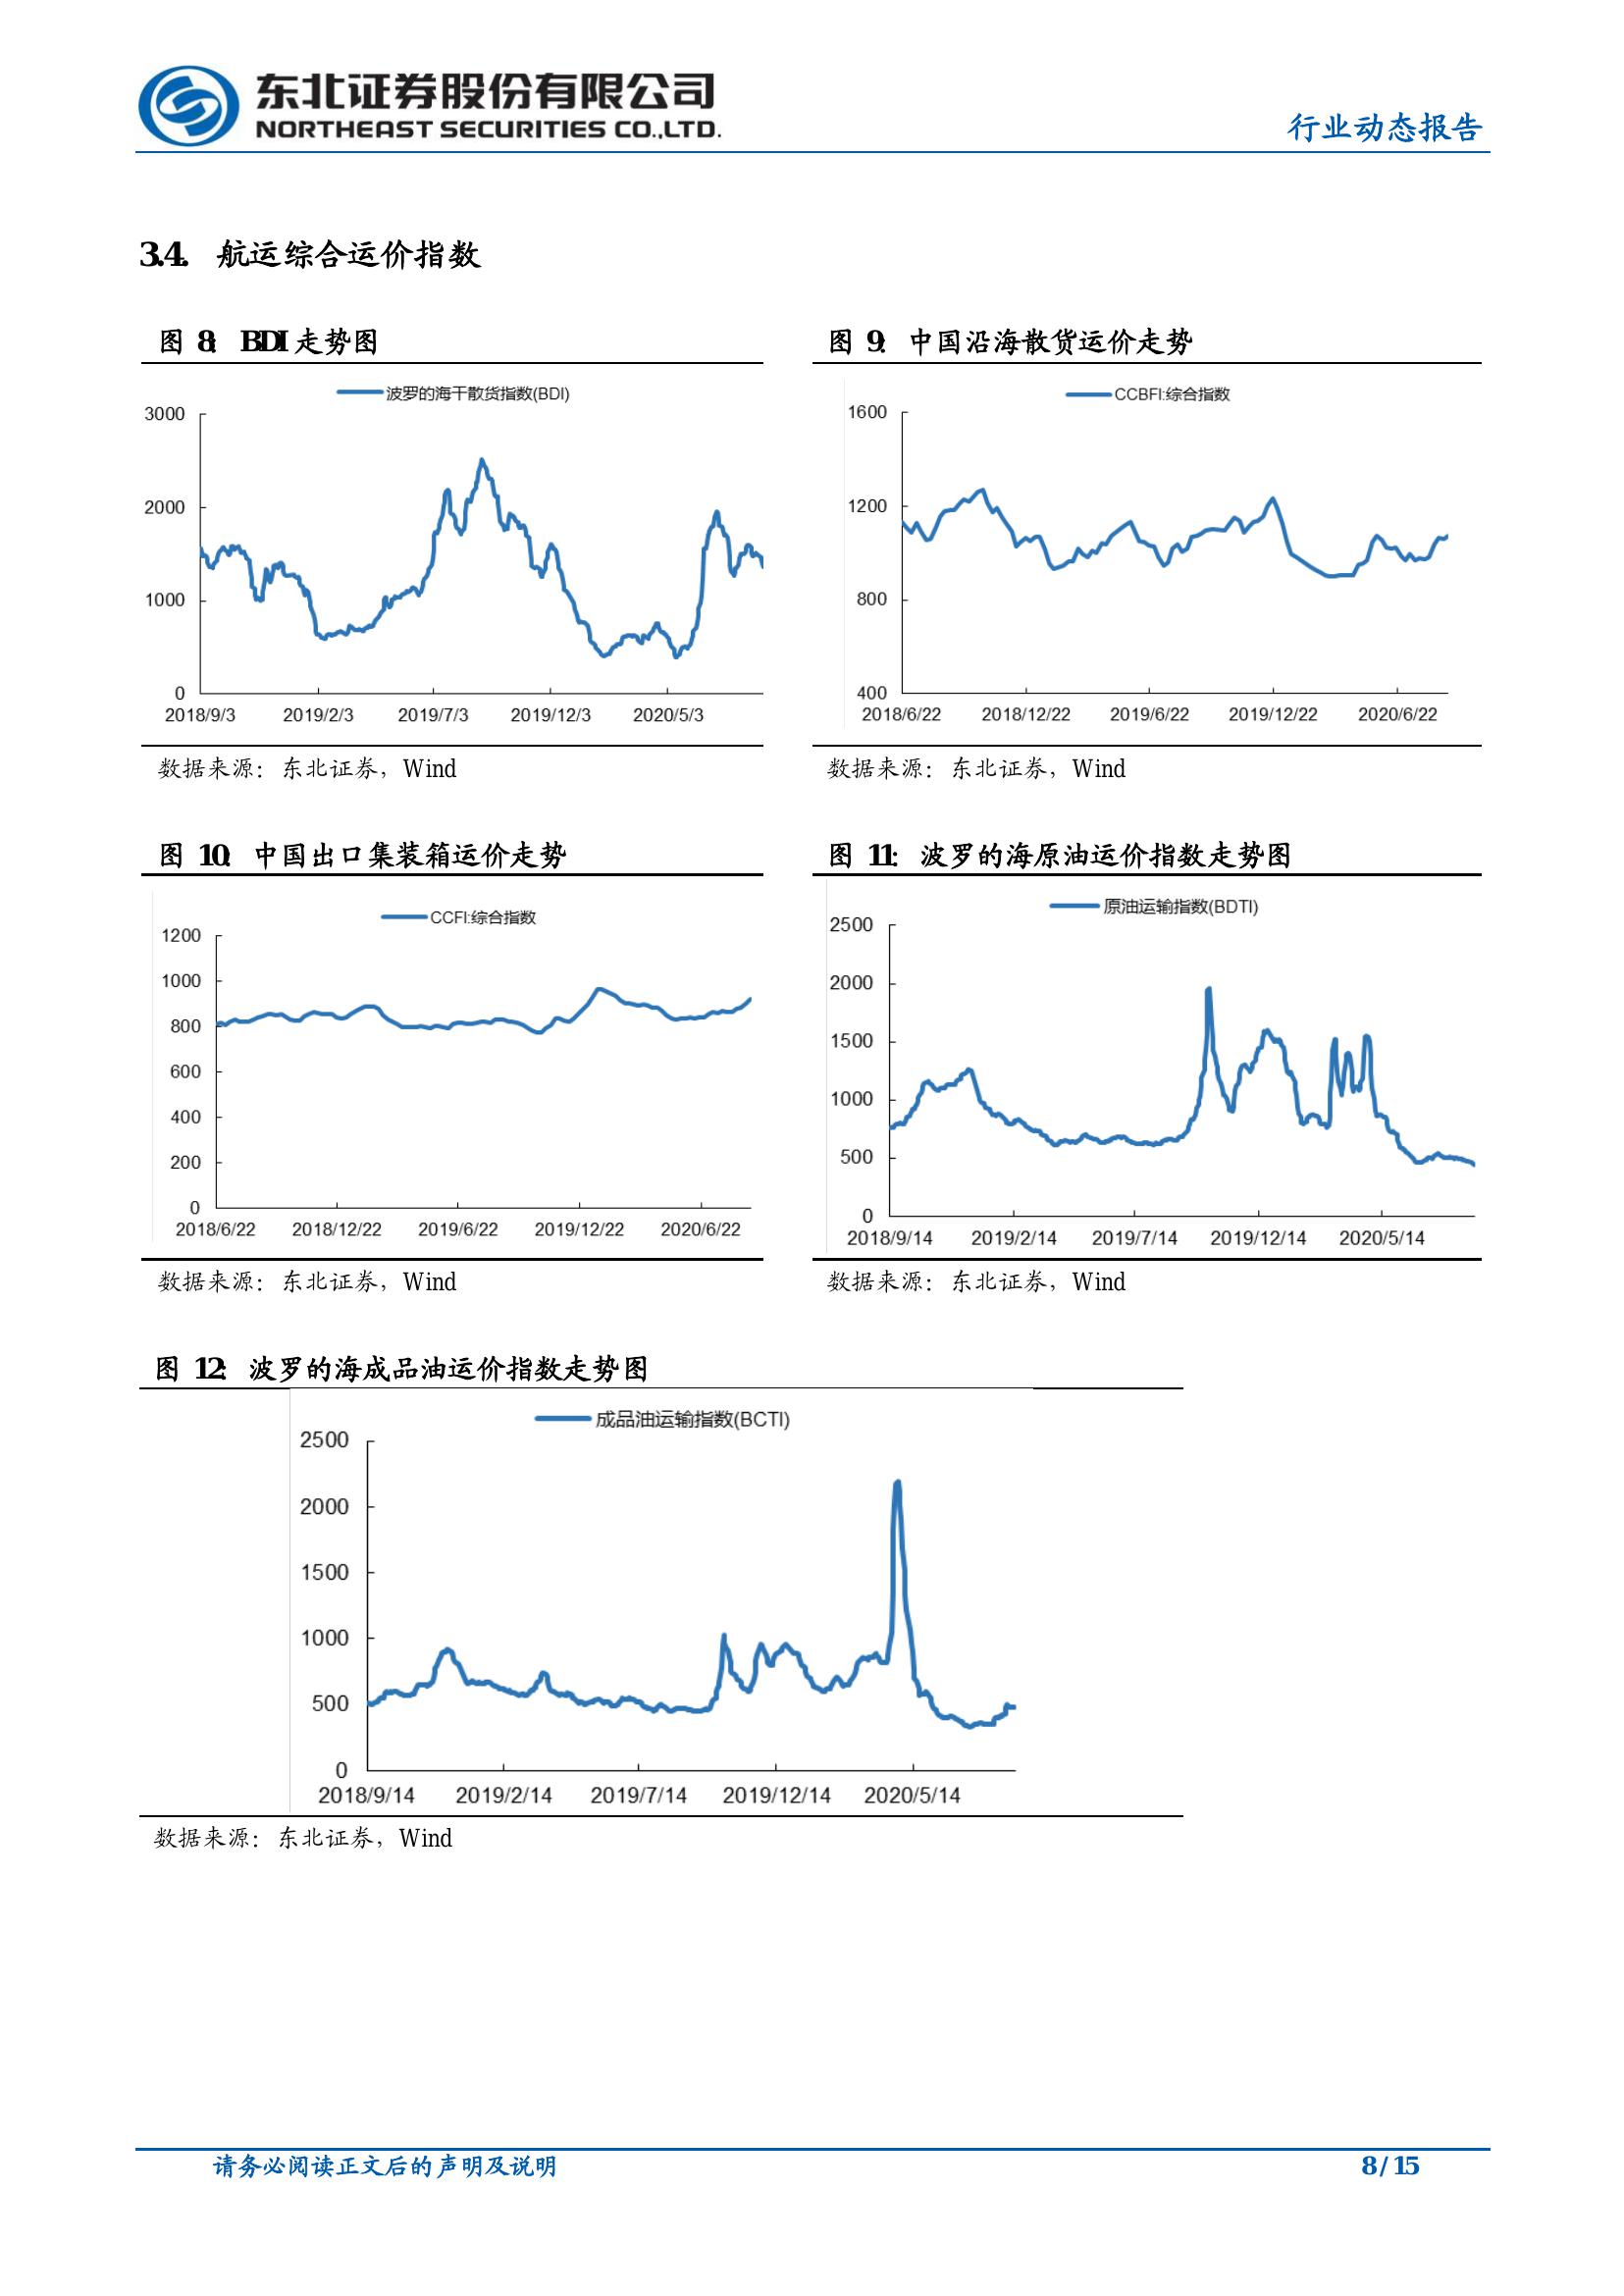 东北证券股份有限公司
NORTHEAST SECURITIES CO.,LTD.
行业动态报告
3.4. 航运综合运价指数
图 8: BDI 走势图
波罗的海干散货指数(BDI)
3000
2000
1000
0
2018/9/3 2019/2/3 2019/7/3 2019/12/3 2020/5/3
数据来源：东北证券，Wind
图 9: 中国沿海散货运价走势
CCBFI:综合指数
1600
1200
800
400
2018/6/22 2018/12/22 2019/6/22 2019/12/22 2020/6/22
数据来源：东北证券，Wind
图 10: 中国出口集装箱运价走势
CCFI:综合指数
1200
1000
800
600
400
200
0
2018/6/22 2018/12/22 2019/6/22 2019/12/22 2020/6/22
数据来源：东北证券，Wind
图 11: 波罗的海原油运价指数走势图
原油运输指数(BDTI)
2500
2000
1500
1000
500
0
2018/9/14 2019/2/14 2019/7/14 2019/12/14 2020/5/14
数据来源：东北证券，Wind
图 12: 波罗的海成品油运价指数走势图
成品油运输指数(BCTI)
2500
2000
1500
1000
500
0
2018/9/14 2019/2/14 2019/7/14 2019/12/14 2020/5/14
数据来源：东北证券，Wind
请务必阅读正文后的声明及说明
8 / 15